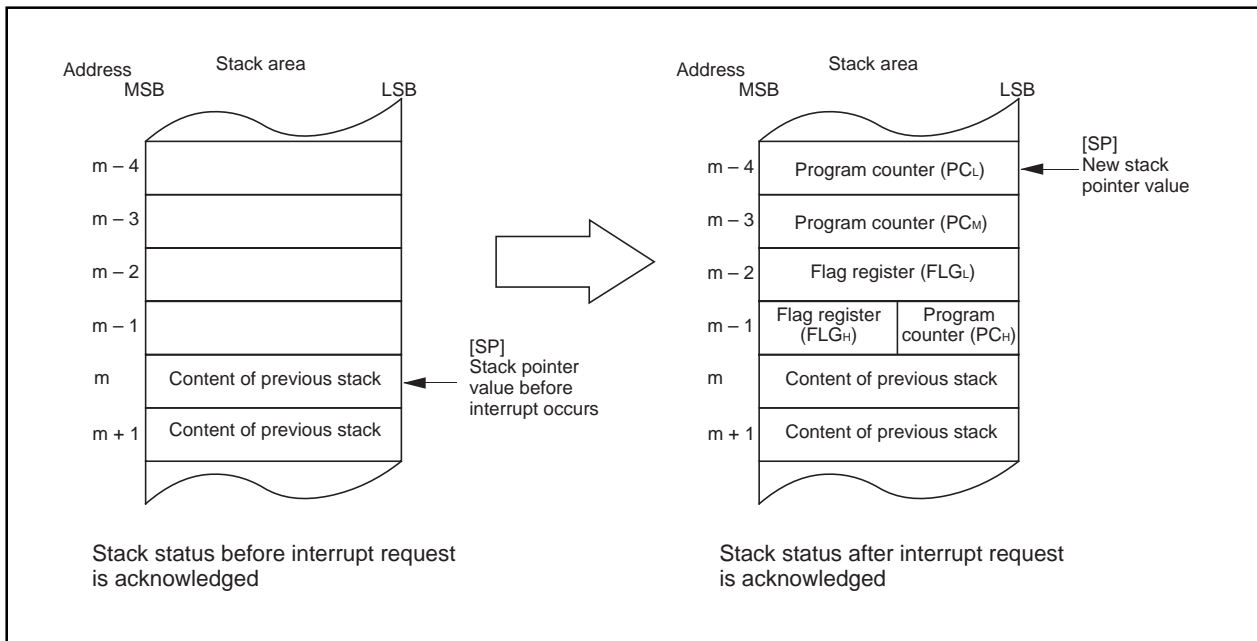 Address
Stack area
MSB
LSB
m – 4
m – 3
m – 2
m – 1
m
Content of previous stack
m + 1
Content of previous stack
[SP]
Stack pointer
value before
interrupt occurs
Stack status before interrupt request
is acknowledged
Address
Stack area
MSB
LSB
m – 4
Program counter (PCL)
[SP]
New stack
pointer value
m – 3
Program counter (PCM)
m – 2
Flag register (FLGL)
m – 1
Flag register
(FLGH)
Program
counter (PCH)
m
Content of previous stack
m + 1
Content of previous stack
Stack status after interrupt request
is acknowledged